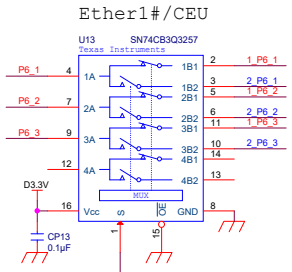 Ether1#/CEU
U13 SN74CB3Q3257
Texas Instruments
P6_1 4 1A 1B1 2 1_P6_1
1B2 3 2_P6_1
P6_2 7 2A 2B1 5 1_P6_2
2B2 6 2_P6_2
P6_3 9 3A 3B1 11 1_P6_3
3B2 10 2_P6_3
12 4A 4B1 14
4B2 13
D3.3V MUX
16 Vcc S OE GND 8
CP13 1 15
0.1µF